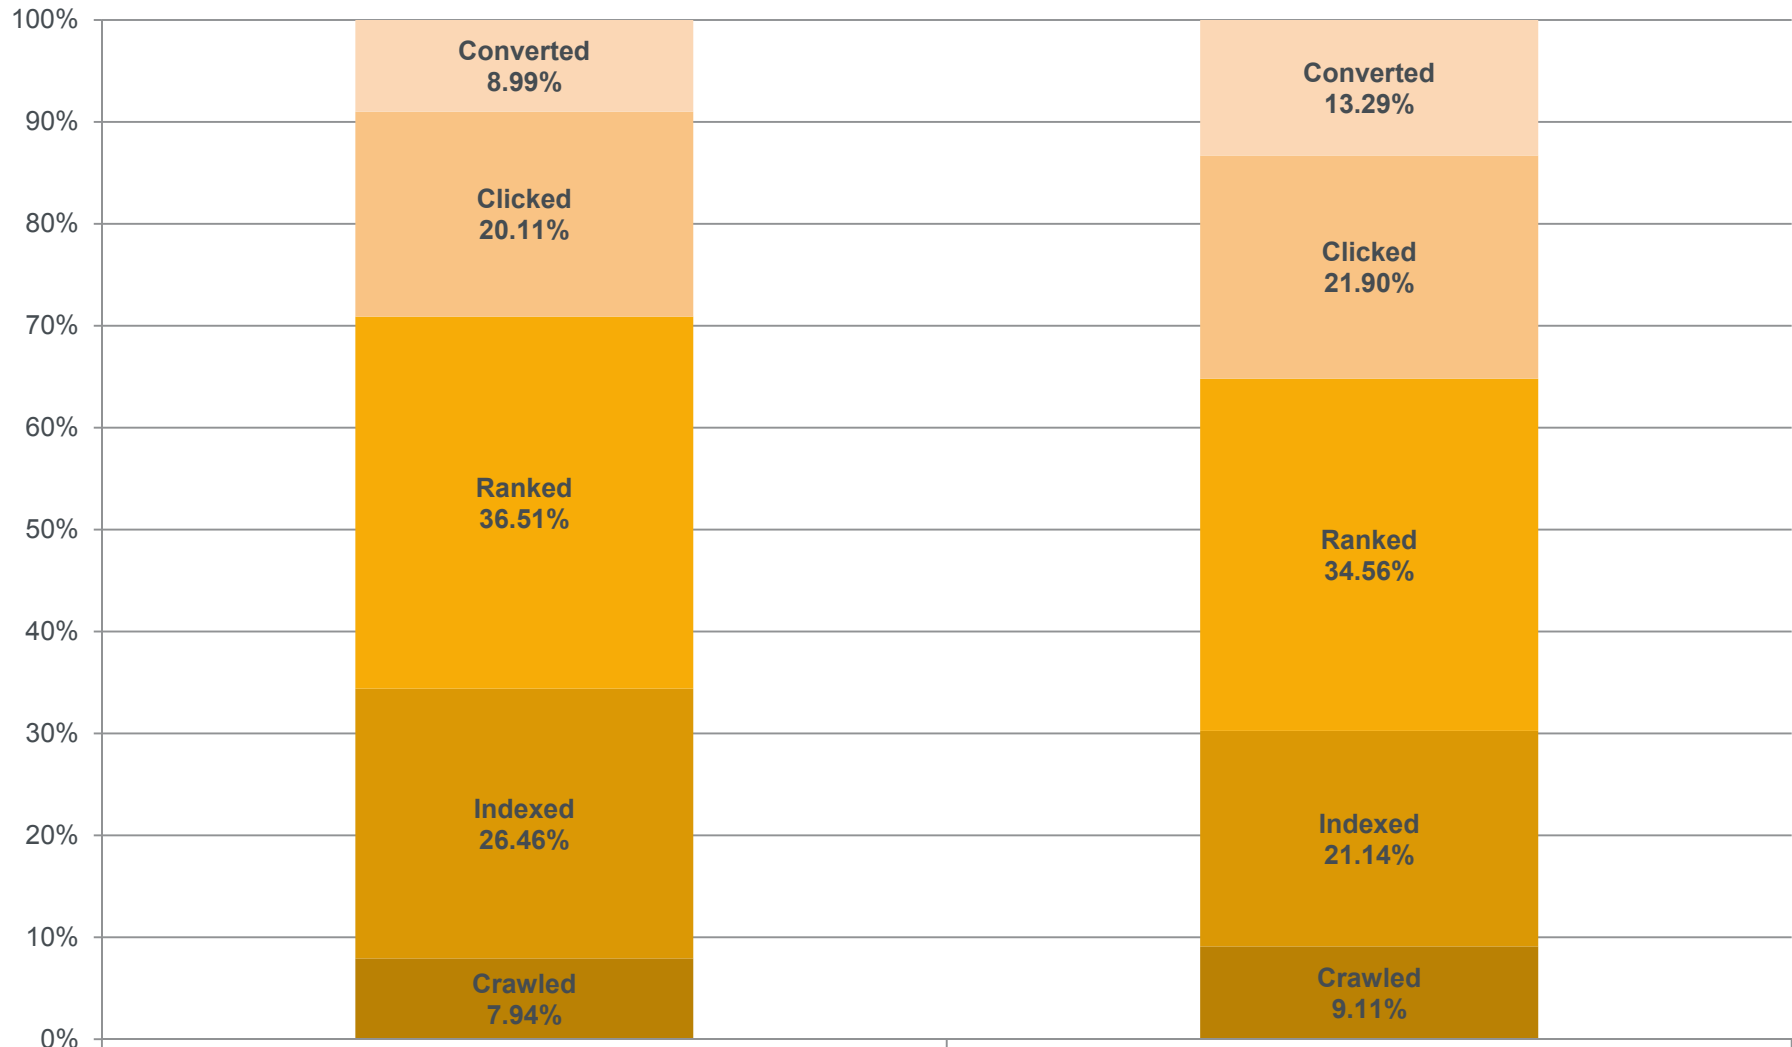 100%
90%
80%
70%
60%
50%
40%
30%
20%
10%
0%
Converted
8.99%
Clicked
20.11%
Ranked
36.51%
Indexed
26.46%
Crawled
7.94%
Converted
13.29%
Clicked
21.90%
Ranked
34.56%
Indexed
21.14%
Crawled
9.11%